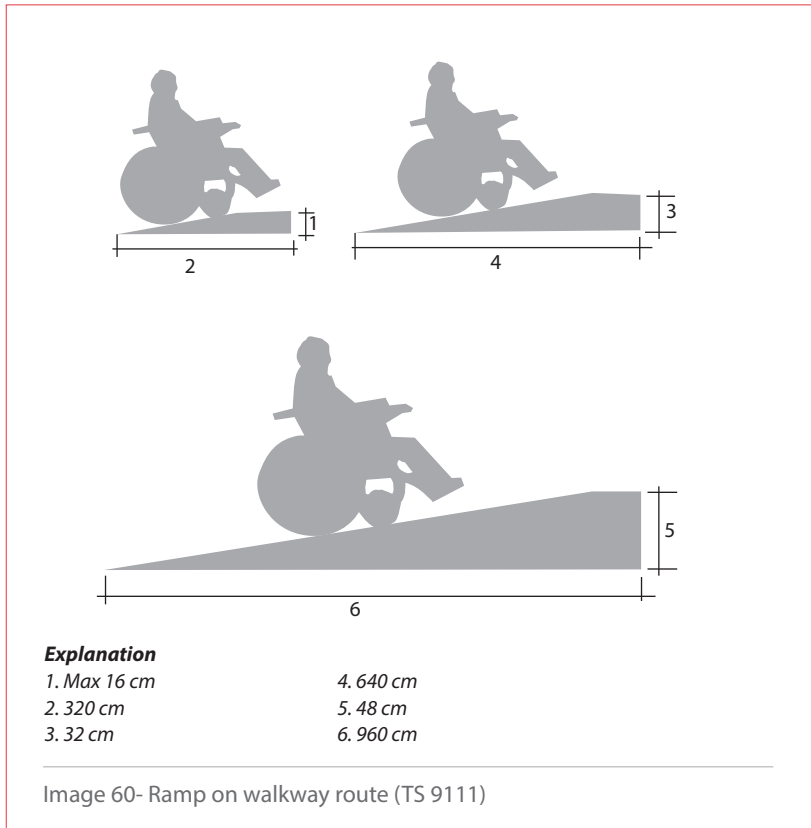 1
2
3
4
5
6
Explanation
1. Max 16 cm
2. 320 cm
3. 32 cm
4. 640 cm
5. 48 cm
6. 960 cm
Image 60- Ramp on walkway route (TS 9111)